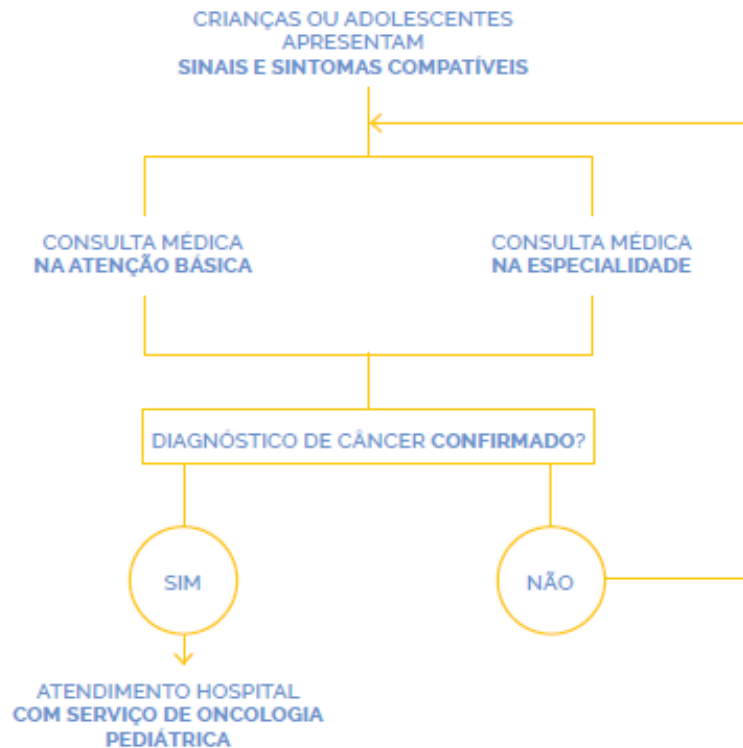 CRIANÇAS OU ADOLESCENTES
APRESENTAM
SINAIS E SINTOMAS COMPATÍVEIS
CONSULTA MÉDICA
NA ATENÇÃO BÁSICA
CONSULTA MÉDICA
NA ESPECIALIDADE
DIAGNÓSTICO DE CÂNCER CONFIRMADO?
SIM
NÃO
ATENDIMENTO HOSPITAL
COM SERVIÇO DE ONCOLOGIA
PEDIÁTRICA